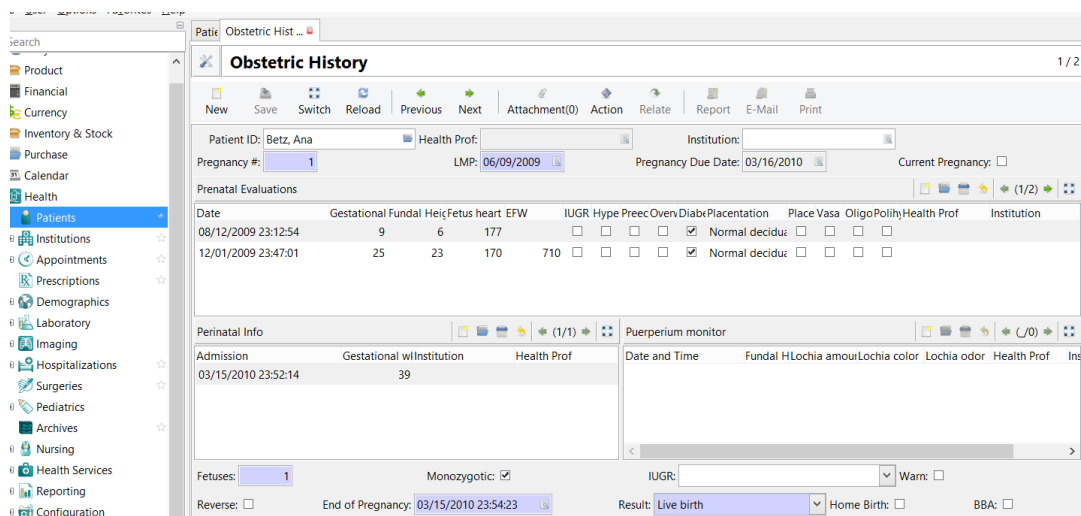 User Options Favorites Help
Search
Product
Financial
Currency
Inventory & Stock
Purchase
Calendar
Health
Patients
Institutions
Appointments
Prescriptions
Demographics
Laboratory
Imaging
Hospitalizations
Surgeries
Pediatrics
Archives
Nursing
Health Services
Reporting
Configuration
Patie Obstetric Hist ...
Obstetric History 1 / 2
New Save Switch Reload Previous Next Attachment(0) Action Relate Report E-Mail Print
Patient ID: Betz, Ana Health Prof: Institution:
Pregnancy #: 1 LMP: 06/09/2009 Pregnancy Due Date: 03/16/2010 Current Pregnancy:
Prenatal Evaluations (1/2)
Date Gestational Fundal Heig Fetus heart EFW IUGR Hype Preec Overv Diabe Placentation Place Vasa Oligo Polihy Health Prof Institution
08/12/2009 23:12:54 9 6 177 Normal decidua
12/01/2009 23:47:01 25 23 170 710 Normal decidua
Perinatal Info (1/1)
Admission Gestational wl Institution Health Prof
03/15/2010 23:52:14 39
Puerperium monitor (_/0)
Date and Time Fundal H Lochia amoun Lochia color Lochia odor Health Prof Ins
Fetuses: 1 Monozygotic: IUGR: Warn:
Reverse: End of Pregnancy: 03/15/2010 23:54:23 Result: Live birth Home Birth: BBA: